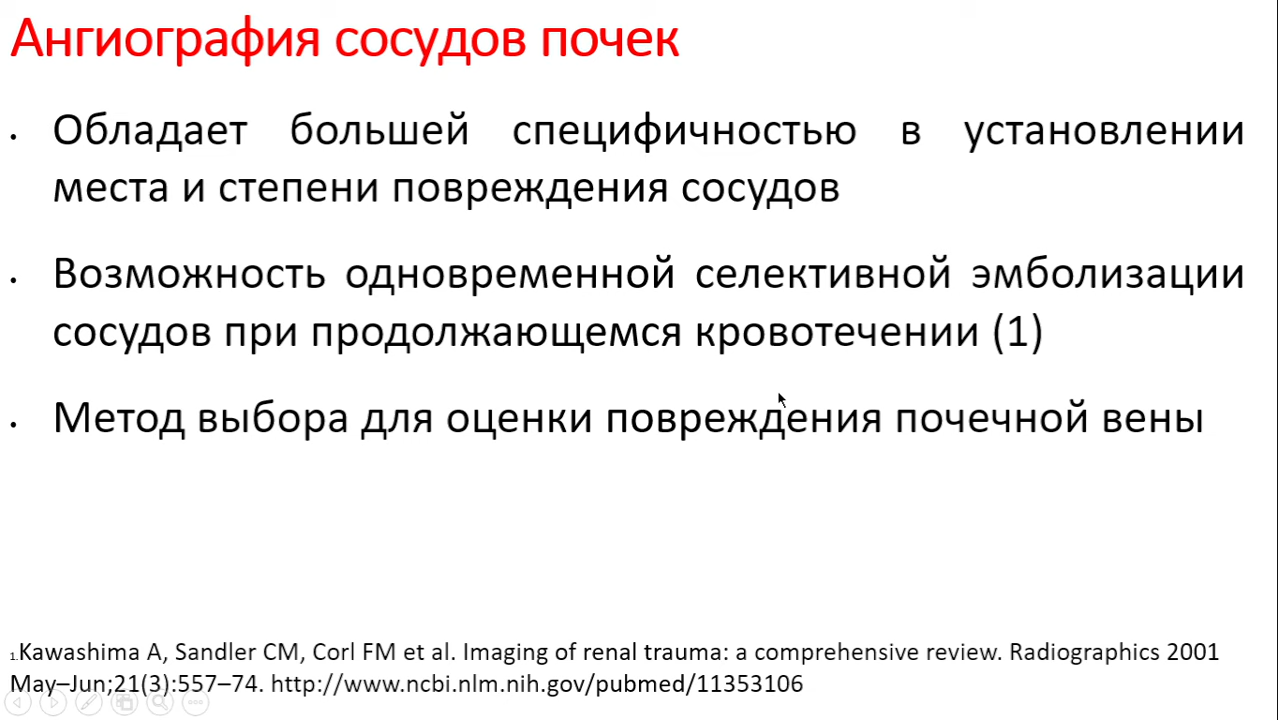 Ангиография сосудов почек
• Обладает большей специфичностью в установлении
места и степени повреждения сосудов
• Возможность одновременной селективной эмболизации
сосудов при продолжающемся кровотечении (1)
• Метод выбора для оценки повреждения почечной вены
1.Kawashima A, Sandler CM, Corl FM et al. Imaging of renal trauma: a comprehensive review. Radiographics 2001
May–Jun;21(3):557–74. http://www.ncbi.nlm.nih.gov/pubmed/11353106